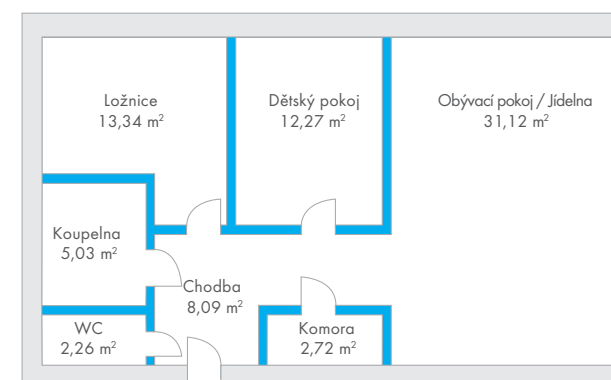 Ložnice
13,34 m²
Dětský pokoj
12,27 m²
Obývací pokoj / Jídelna
31,12 m²
Koupelna
5,03 m²
Chodba
8,09 m²
WC
2,26 m²
Komora
2,72 m²